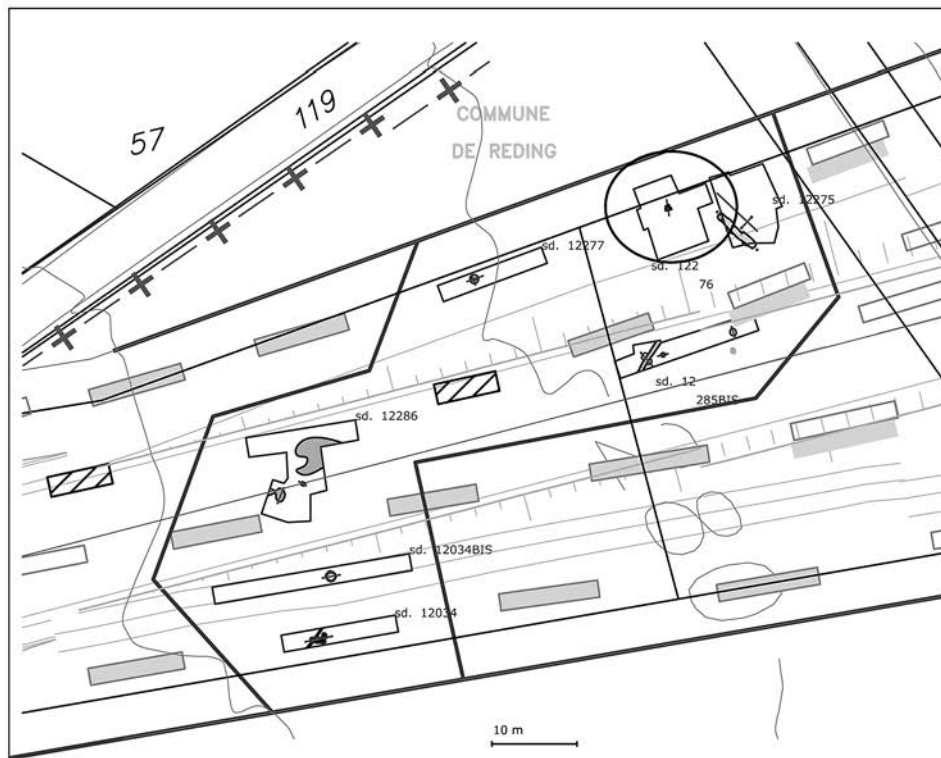 57
119
COMMUNE
DE REDING
sd. 12275
sd. 12277
sd. 122
76
sd. 12
285BIS
sd. 12286
sd. 12034BIS
sd. 12034
10 m